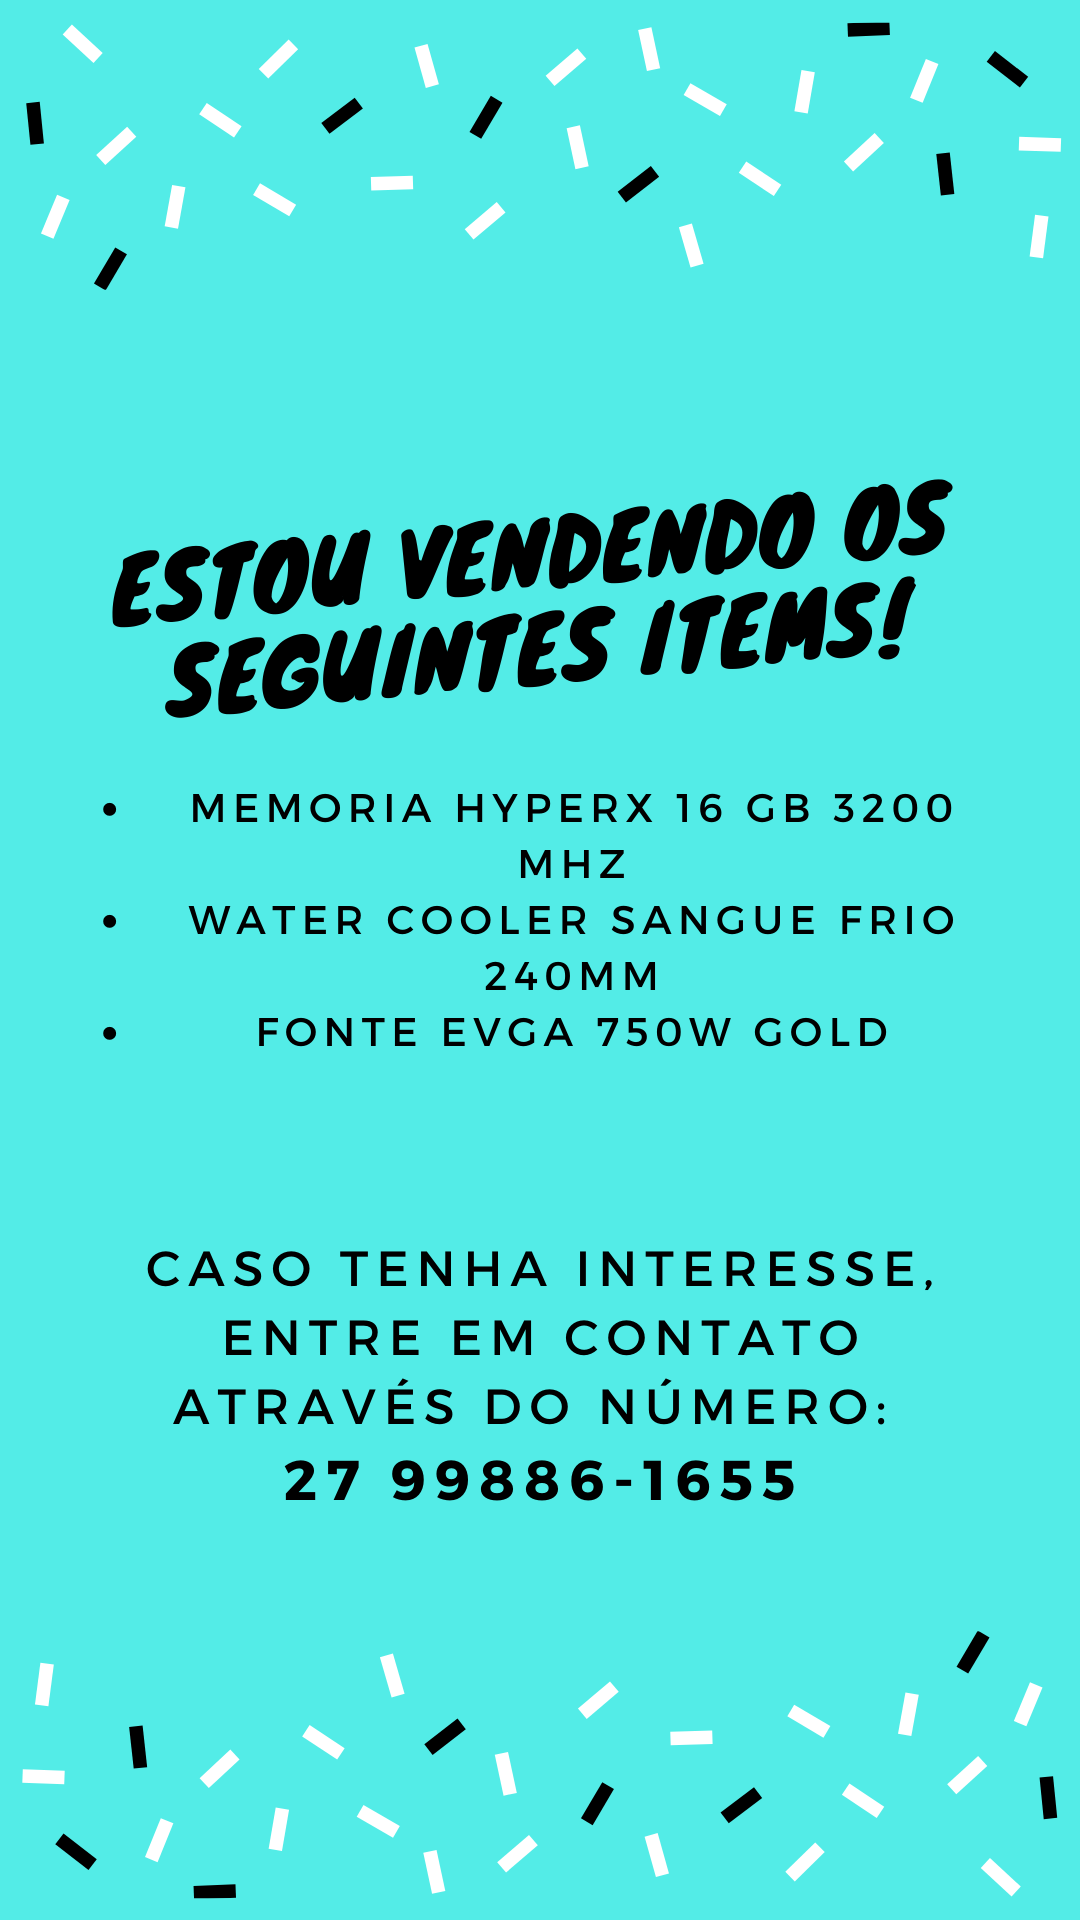 ESTOU VENDENDO OS
SEGUINTES ITEMS!
• MEMORIA HYPERX 16 GB 3200
MHZ
• WATER COOLER SANGUE FRIO
240MM
• FONTE EVGA 750W GOLD
CASO TENHA INTERESSE,
ENTRE EM CONTATO
ATRAVÉS DO NÚMERO:
27 99886-1655